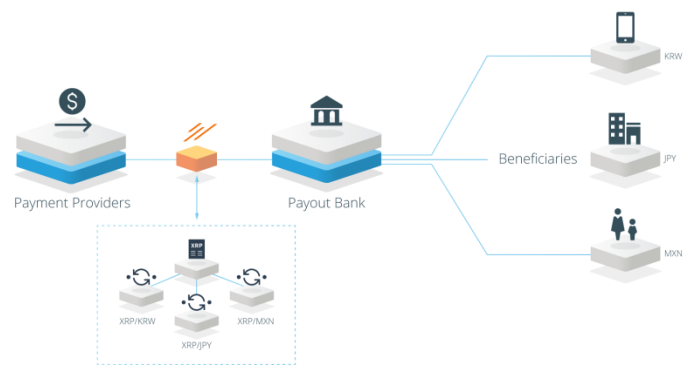 $
KRW
Beneficiaries
JPY
Payment Providers
Payout Bank
XRP
XRP/KRW
XRP/JPY
XRP/MXN
MXN